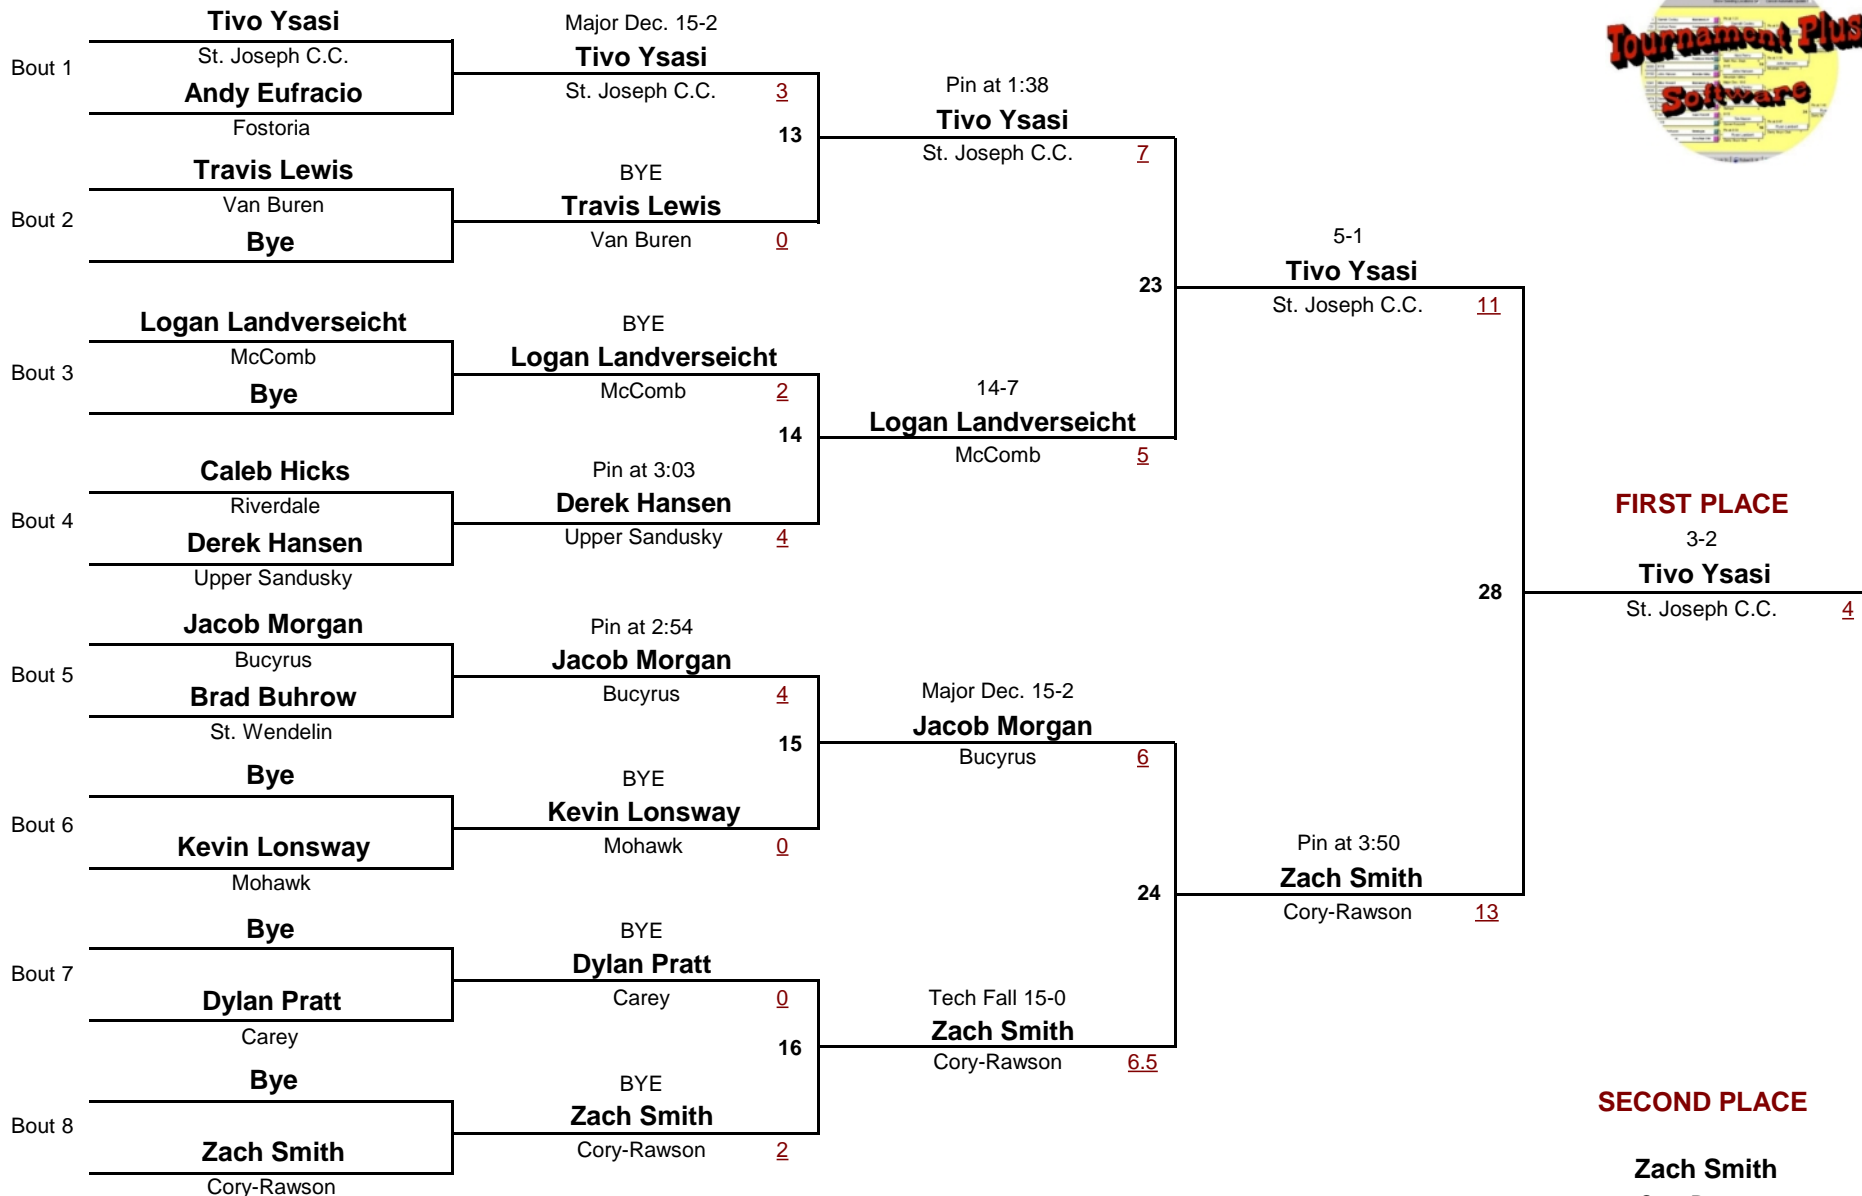 Tournament Plus
Software
Tivo Ysasi
Bout 1
St. Joseph C.C.
Andy Eufracio
Fostoria
Travis Lewis
Bout 2
Van Buren
Bye
Logan Landverseicht
Bout 3
McComb
Bye
Caleb Hicks
Bout 4
Riverdale
Derek Hansen
Upper Sandusky
Jacob Morgan
Bout 5
Bucyrus
Brad Buhrow
St. Wendelin
Bye
Bout 6
Kevin Lonsway
Mohawk
Bye
Bout 7
Dylan Pratt
Carey
Bye
Bout 8
Zach Smith
Cory-Rawson
Major Dec. 15-2
Tivo Ysasi
St. Joseph C.C. 3
13
BYE
Travis Lewis
Van Buren 0
BYE
Logan Landverseicht
McComb 2
14
Pin at 3:03
Derek Hansen
Upper Sandusky 4
Pin at 2:54
Jacob Morgan
Bucyrus 4
15
BYE
Kevin Lonsway
Mohawk 0
BYE
Dylan Pratt
Carey 0
16
BYE
Zach Smith
Cory-Rawson 2
Pin at 1:38
Tivo Ysasi
St. Joseph C.C. 7
23
14-7
Logan Landverseicht
McComb 5
Major Dec. 15-2
Jacob Morgan
Bucyrus 6
24
Tech Fall 15-0
Zach Smith
Cory-Rawson 6.5
5-1
Tivo Ysasi
St. Joseph C.C. 11
28
Pin at 3:50
Zach Smith
Cory-Rawson 13
FIRST PLACE
3-2
Tivo Ysasi
St. Joseph C.C. 4
SECOND PLACE
Zach Smith